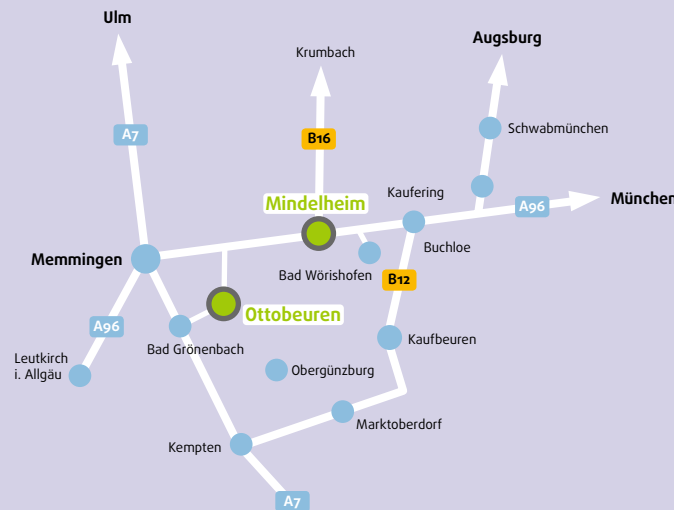 Ulm
Augsburg
Krumbach
A7
B16
Schwabmünchen
Kaufering
Mindelheim
A96
München
Buchloe
Memmingen
Bad Wörishofen
B12
Ottobeuren
A96
Bad Grönenbach
Kaufbeuren
Leutkirch
i. Allgäu
Obergünzburg
Marktoberdorf
Kempten
A7